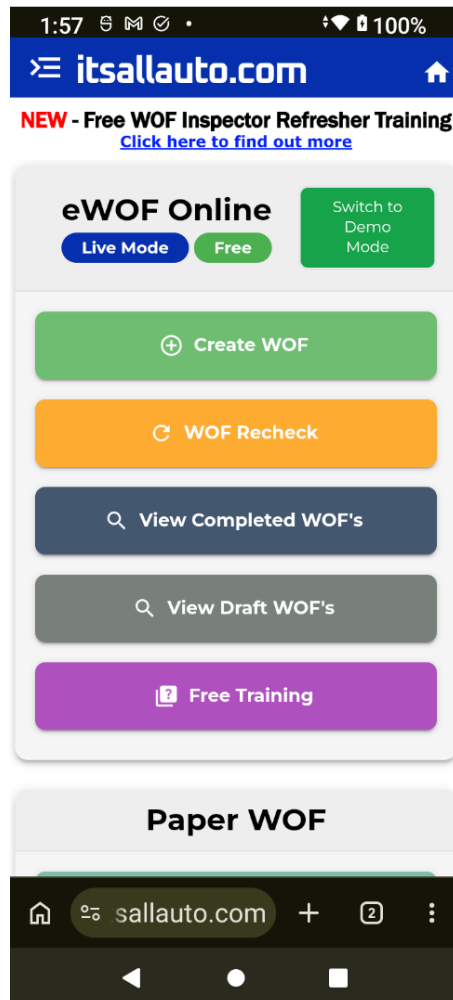 1:57
100%
itsallauto.com
NEW - Free WOF Inspector Refresher Training
Click here to find out more
eWOF Online
Live Mode
Free
Switch to
Demo
Mode
Create WOF
WOF Recheck
View Completed WOF's
View Draft WOF's
Free Training
Paper WOF
sallauto.com
2